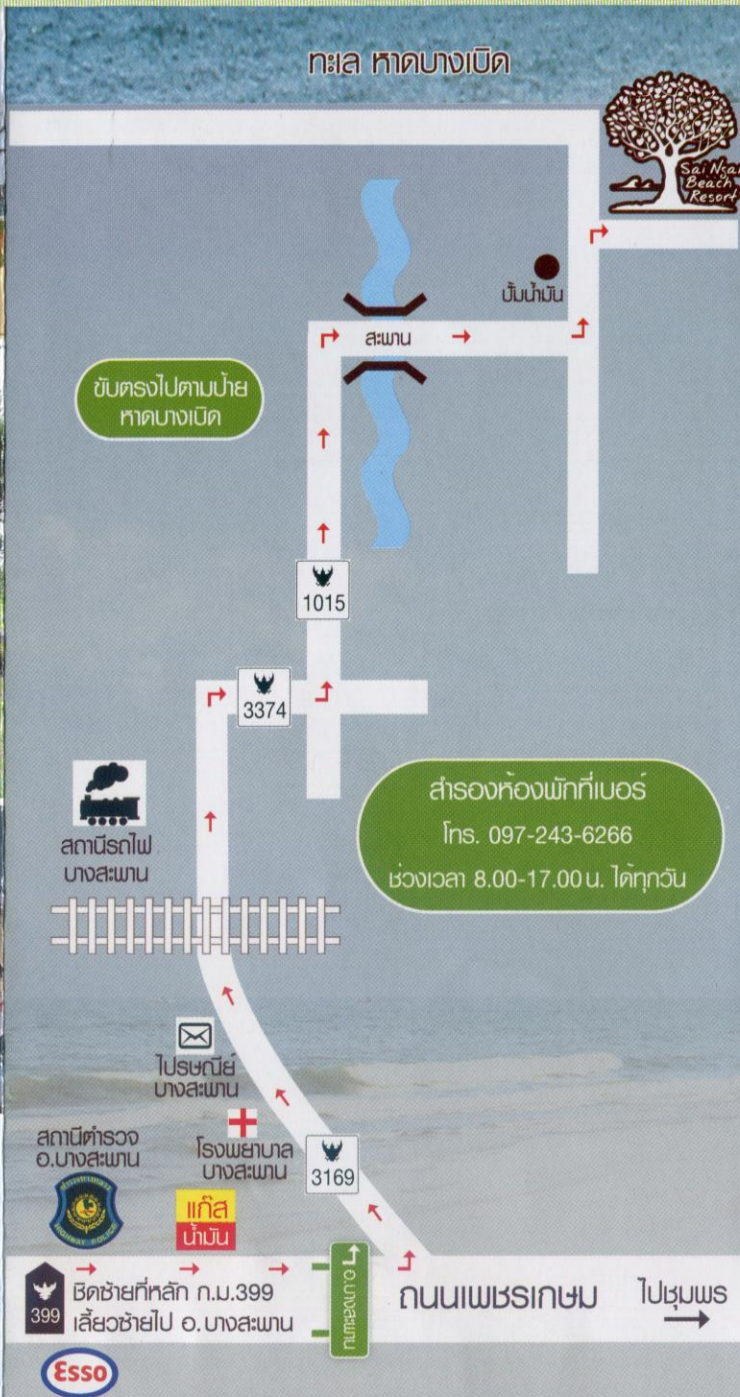 ทะเล หาดบางเบิด
Sai Ngam
Beach
Resort
ปั้มน้ำมัน
สะพาน
ขับตรงไปตามป้าย
หาดบางเบิด
1015
3374
สำรองห้องพักที่เบอร์
โทร. 097-243-6266
ช่วงเวลา 8.00-17.00 น. ได้ทุกวัน
สถานีรถไฟ
บางสะพาน
ไปรษณีย์
บางสะพาน
สถานีตำรวจ
อ.บางสะพาน
โรงพยาบาล
บางสะพาน
3169
แก๊ส
น้ำมัน
HIGHWAY POLICE
399
ชิดซ้ายที่หลัก ก.ม.399
เลี้ยวซ้ายไป อ.บางสะพาน
อ.บางสะพาน
ถนนเพชรเกษม
ไปชุมพร
Esso